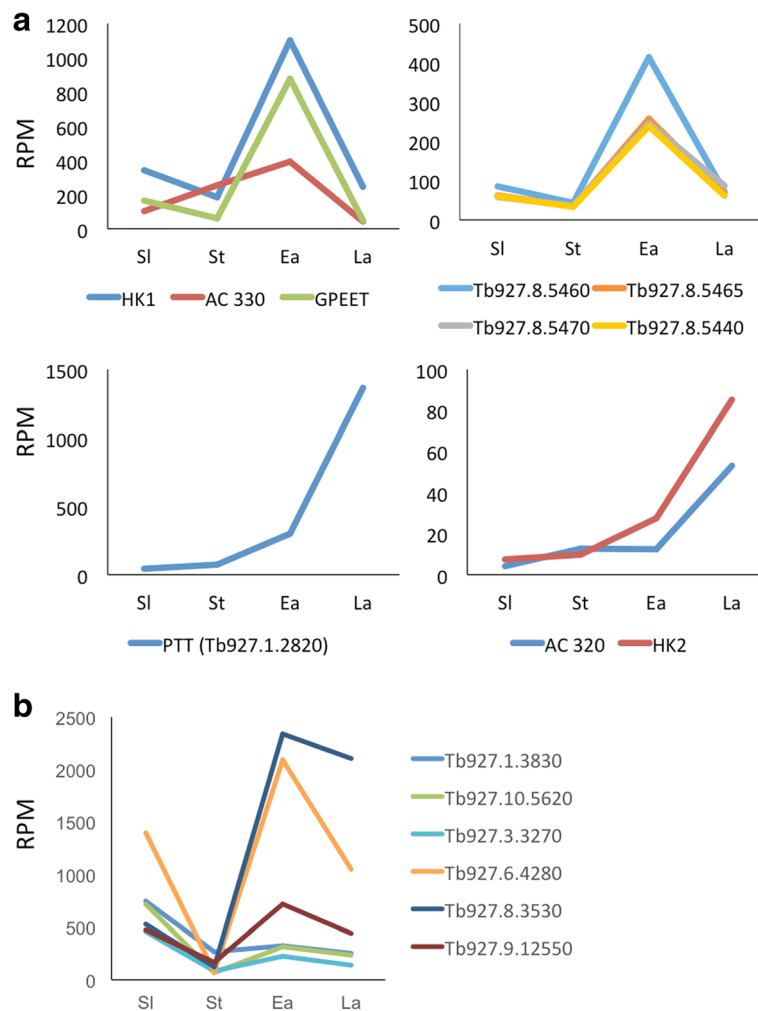 a
1200
1000
800
600
400
200
0
RPM
Sl St Ea La
HK1 AC 330 GPEET
500
400
300
200
100
0
Sl St Ea La
Tb927.8.5460 Tb927.8.5465
Tb927.8.5470 Tb927.8.5440
1500
1000
500
0
RPM
Sl St Ea La
PTT (Tb927.1.2820)
100
80
60
40
20
0
Sl St Ea La
AC 320 HK2
b
2500
2000
1500
1000
500
0
RPM
Sl St Ea La
Tb927.1.3830
Tb927.10.5620
Tb927.3.3270
Tb927.6.4280
Tb927.8.3530
Tb927.9.12550